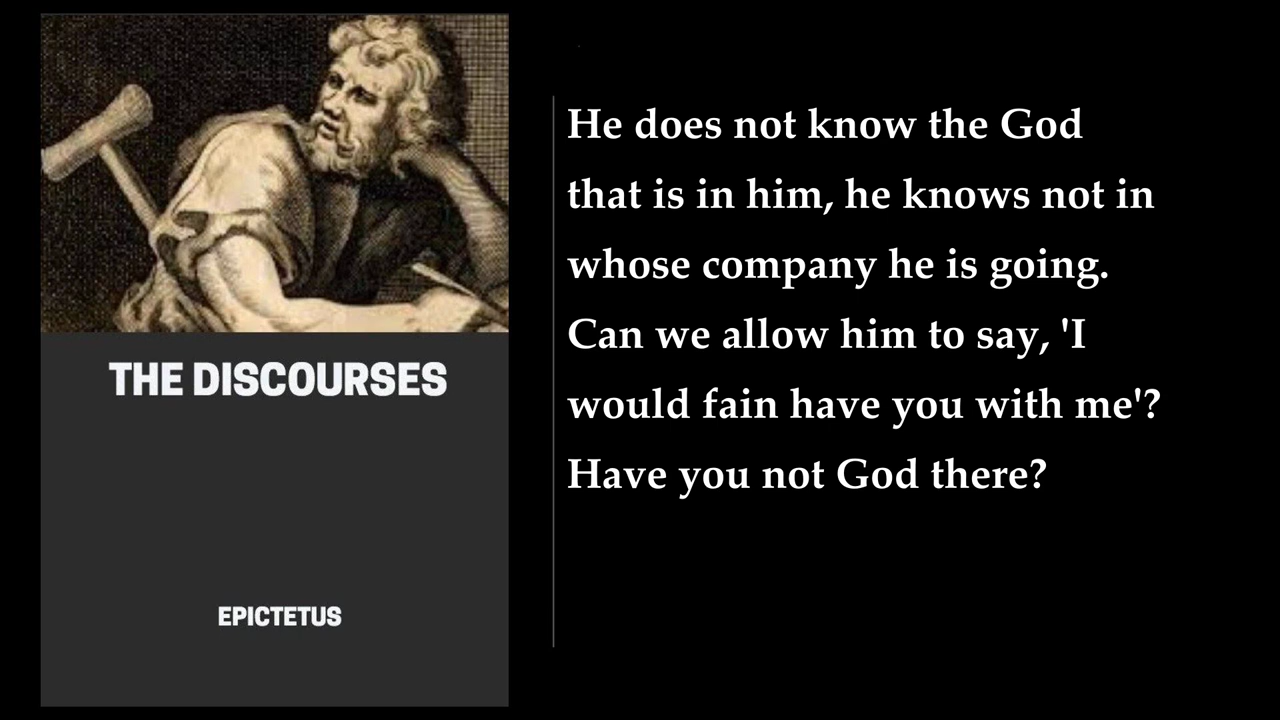 THE DISCOURSES
EPICTETUS
He does not know the God
that is in him, he knows not in
whose company he is going.
Can we allow him to say, 'I
would fain have you with me'?
Have you not God there?